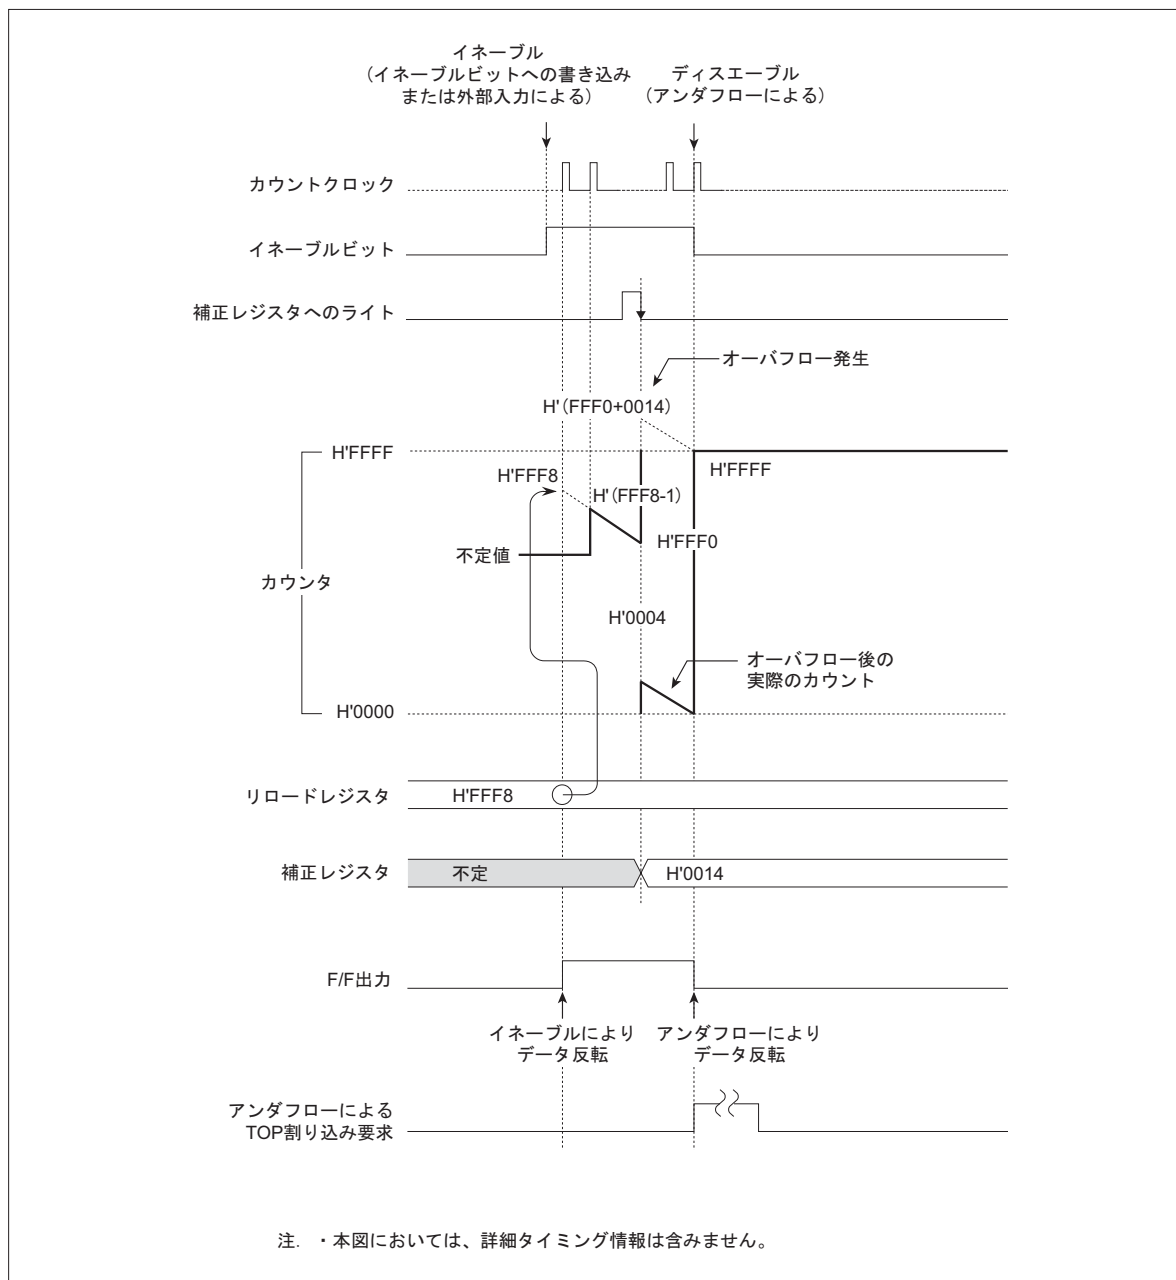 イネーブル
(イネーブルビットへの書き込み
または外部入力による)
ディスエーブル
(アンダフローによる)
カウントクロック
イネーブルビット
補正レジスタへのライト
オーバフロー発生
H'(FFF0+0014)
H'FFFF
H'FFFF
H'FFF8
H'(FFF8-1)
H'FFF0
不定値
カウンタ
H'0004
オーバフロー後の
実際のカウント
H'0000
リロードレジスタ
H'FFF8
補正レジスタ
不定
H'0014
F/F出力
イネーブルにより
データ反転
アンダフローにより
データ反転
アンダフローによる
TOP割り込み要求
注. ・本図においては、詳細タイミング情報は含みません。